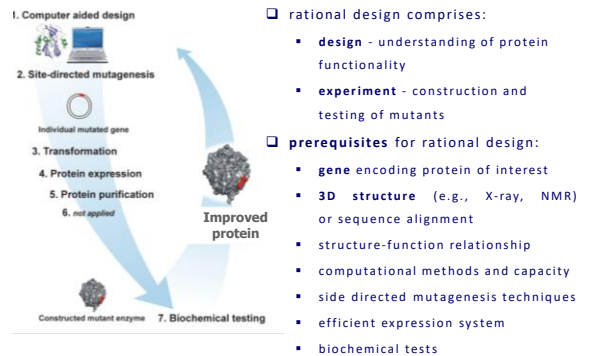 1. Computer aided design
2. Site-directed mutagenesis
Individual mutated gene
3. Transformation
4. Protein expression
5. Protein purification
6. not applied
Improved
protein
Constructed mutant enzyme
7. Biochemical testing
rational design comprises:
design - understanding of protein
functionality
experiment - construction and
testing of mutants
prerequisites for rational design:
gene encoding protein of interest
3D structure (e.g., X-ray, NMR)
or sequence alignment
structure-function relationship
computational methods and capacity
side directed mutagenesis techniques
efficient expression system
biochemical tests